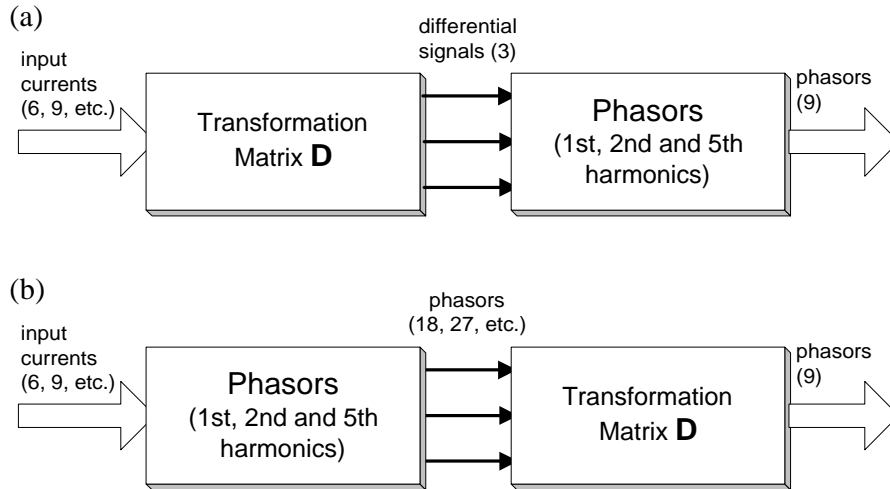 (a)
input
currents
(6, 9, etc.)
Transformation
Matrix D
differential
signals (3)
Phasors
(1st, 2nd and 5th
harmonics)
phasors
(9)
(b)
input
currents
(6, 9, etc.)
Phasors
(1st, 2nd and 5th
harmonics)
phasors
(18, 27, etc.)
Transformation
Matrix D
phasors
(9)